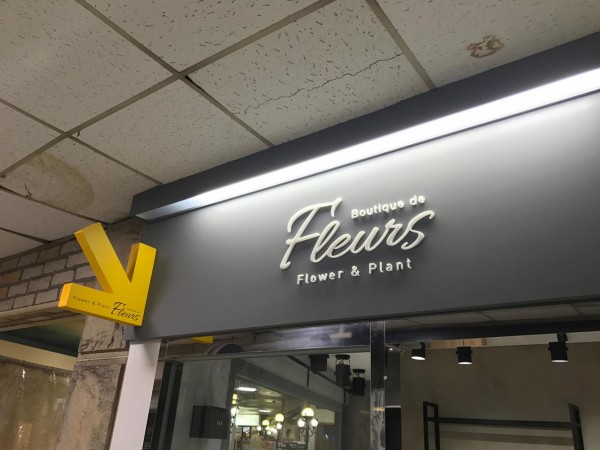 Boutique de
Fleurs
Flower & Plant
Flower & Plant
Fleurs